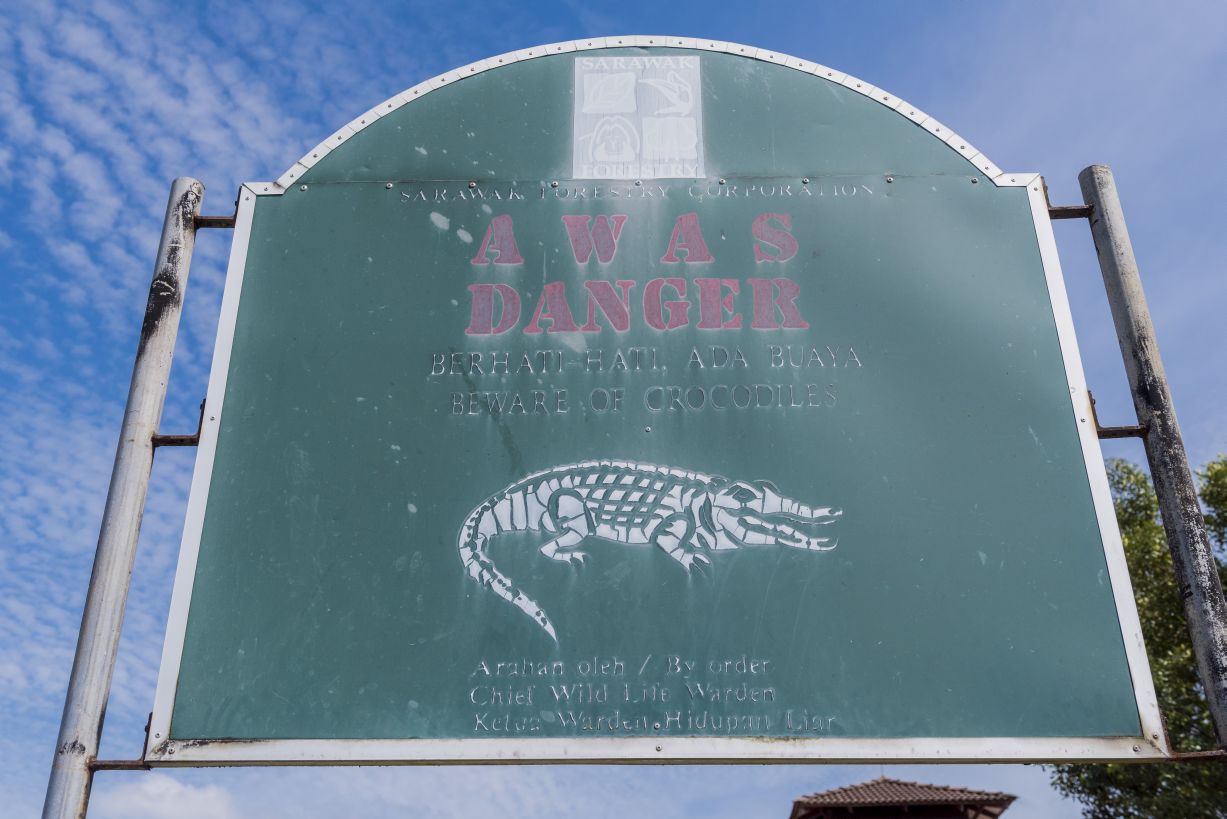 SARAWAK
FORESTRY
SARAWAK FORESTRY CORPORATION
AWAS
DANGER
BERHATI-HATI, ADA BUAYA
BEWARE OF CROCODILES
Arahan oleh / By order
Chief Wild Life Warden
Ketua Warden Hidupan Liar